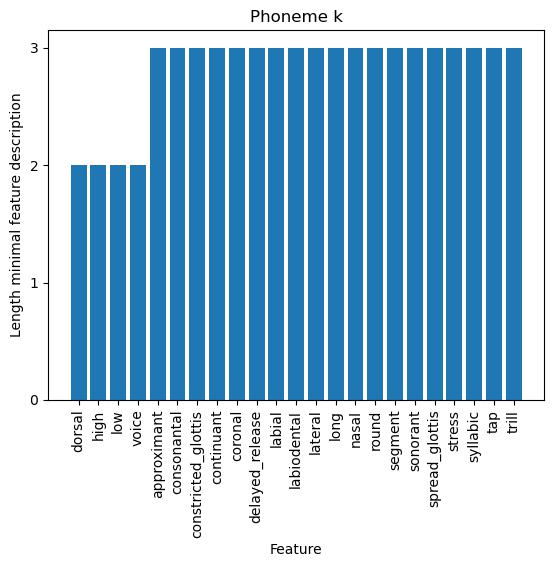 Phoneme k
Length minimal feature description
3
2
1
0
dorsal
high
low
voice
approximant
consonantal
constricted_glottis
continuant
coronal
delayed_release
labial
labiodental
lateral
long
nasal
round
segment
sonorant
spread_glottis
stress
syllabic
tap
trill
Feature